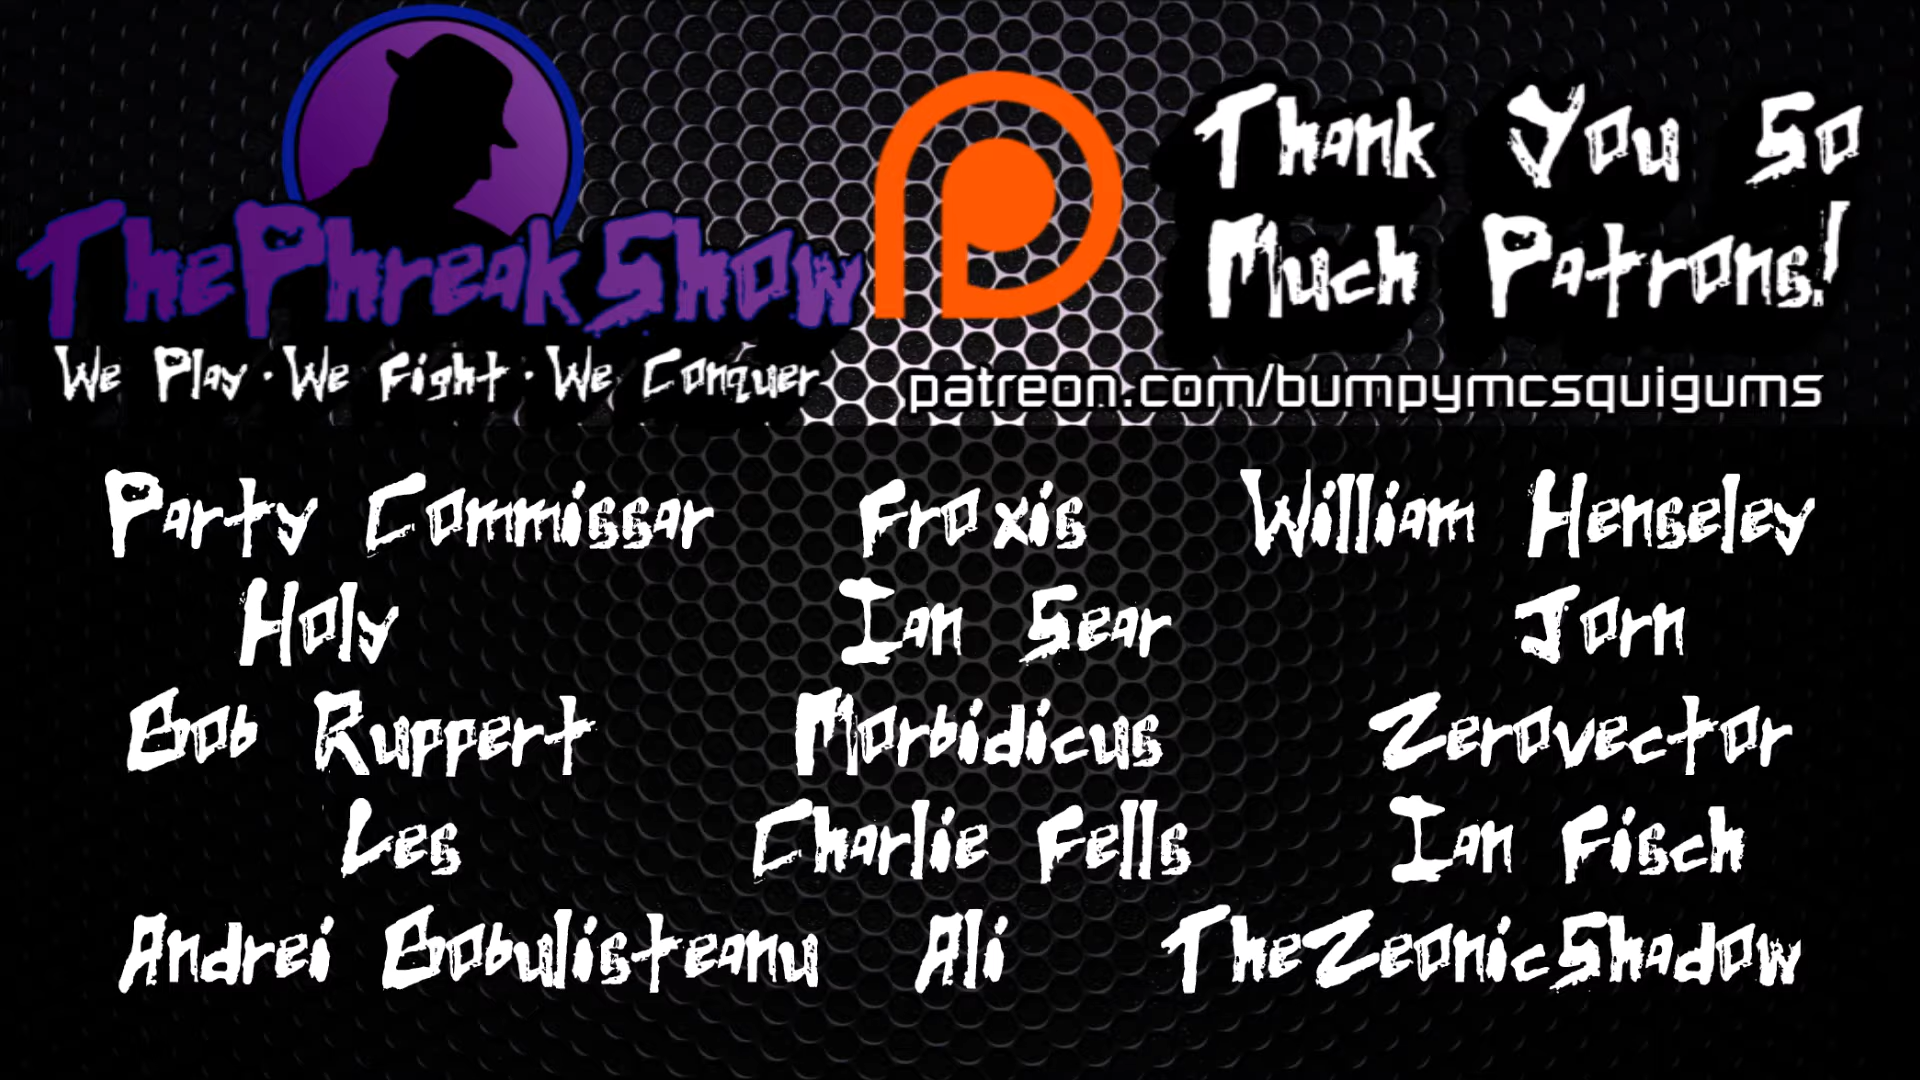 ThePhreakShow
We Play · We Fight · We Conquer
Thank You So
Much Patrons!
patreon.com/bumpymcsquigums
Party Commissar Froxis William Henseley
Holy Ian Sear Jorn
Bob Ruppert Morbidicus Zerovector
Les Charlie Fells Ian Fisch
Andrei Bobulisteanu Ali TheZeonicShadow